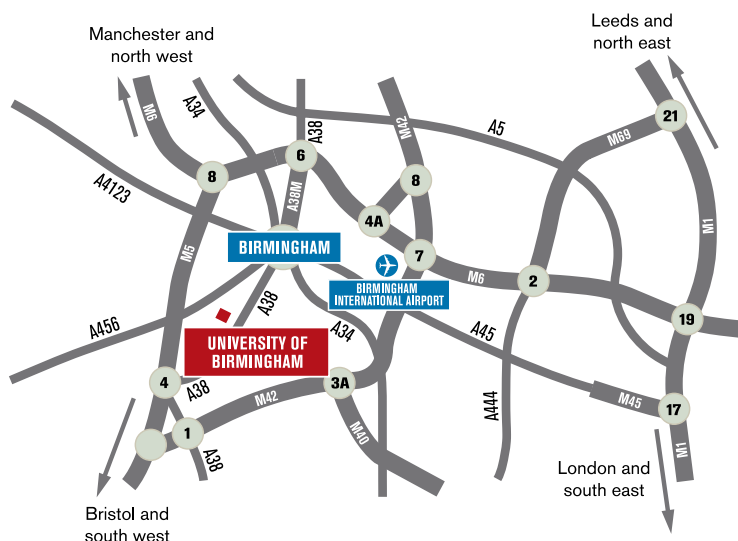 Manchester and
north west
Leeds and
north east
M6
A34
A38
M42
A5
21
M69
A4123
8
6
A38M
8
4A
M1
M5
BIRMINGHAM
7
M6
2
BIRMINGHAM
INTERNATIONAL AIRPORT
A38
19
A456
UNIVERSITY OF
BIRMINGHAM
A34
A45
4
A38
M42
3A
M45
17
A444
1
M40
A38
M1
London and
south east
Bristol and
south west